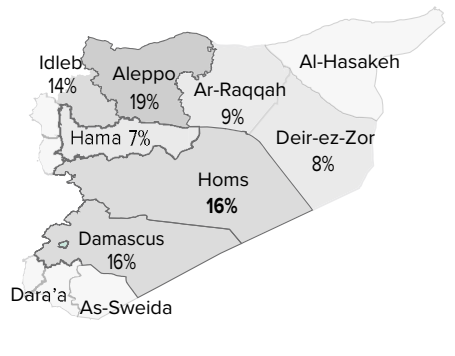 Idleb
14%
Aleppo
19%
Ar-Raqqah
9%
Al-Hasakeh
Hama 7%
Deir-ez-Zor
8%
Homs
16%
Damascus
16%
Dara'a
As-Sweida